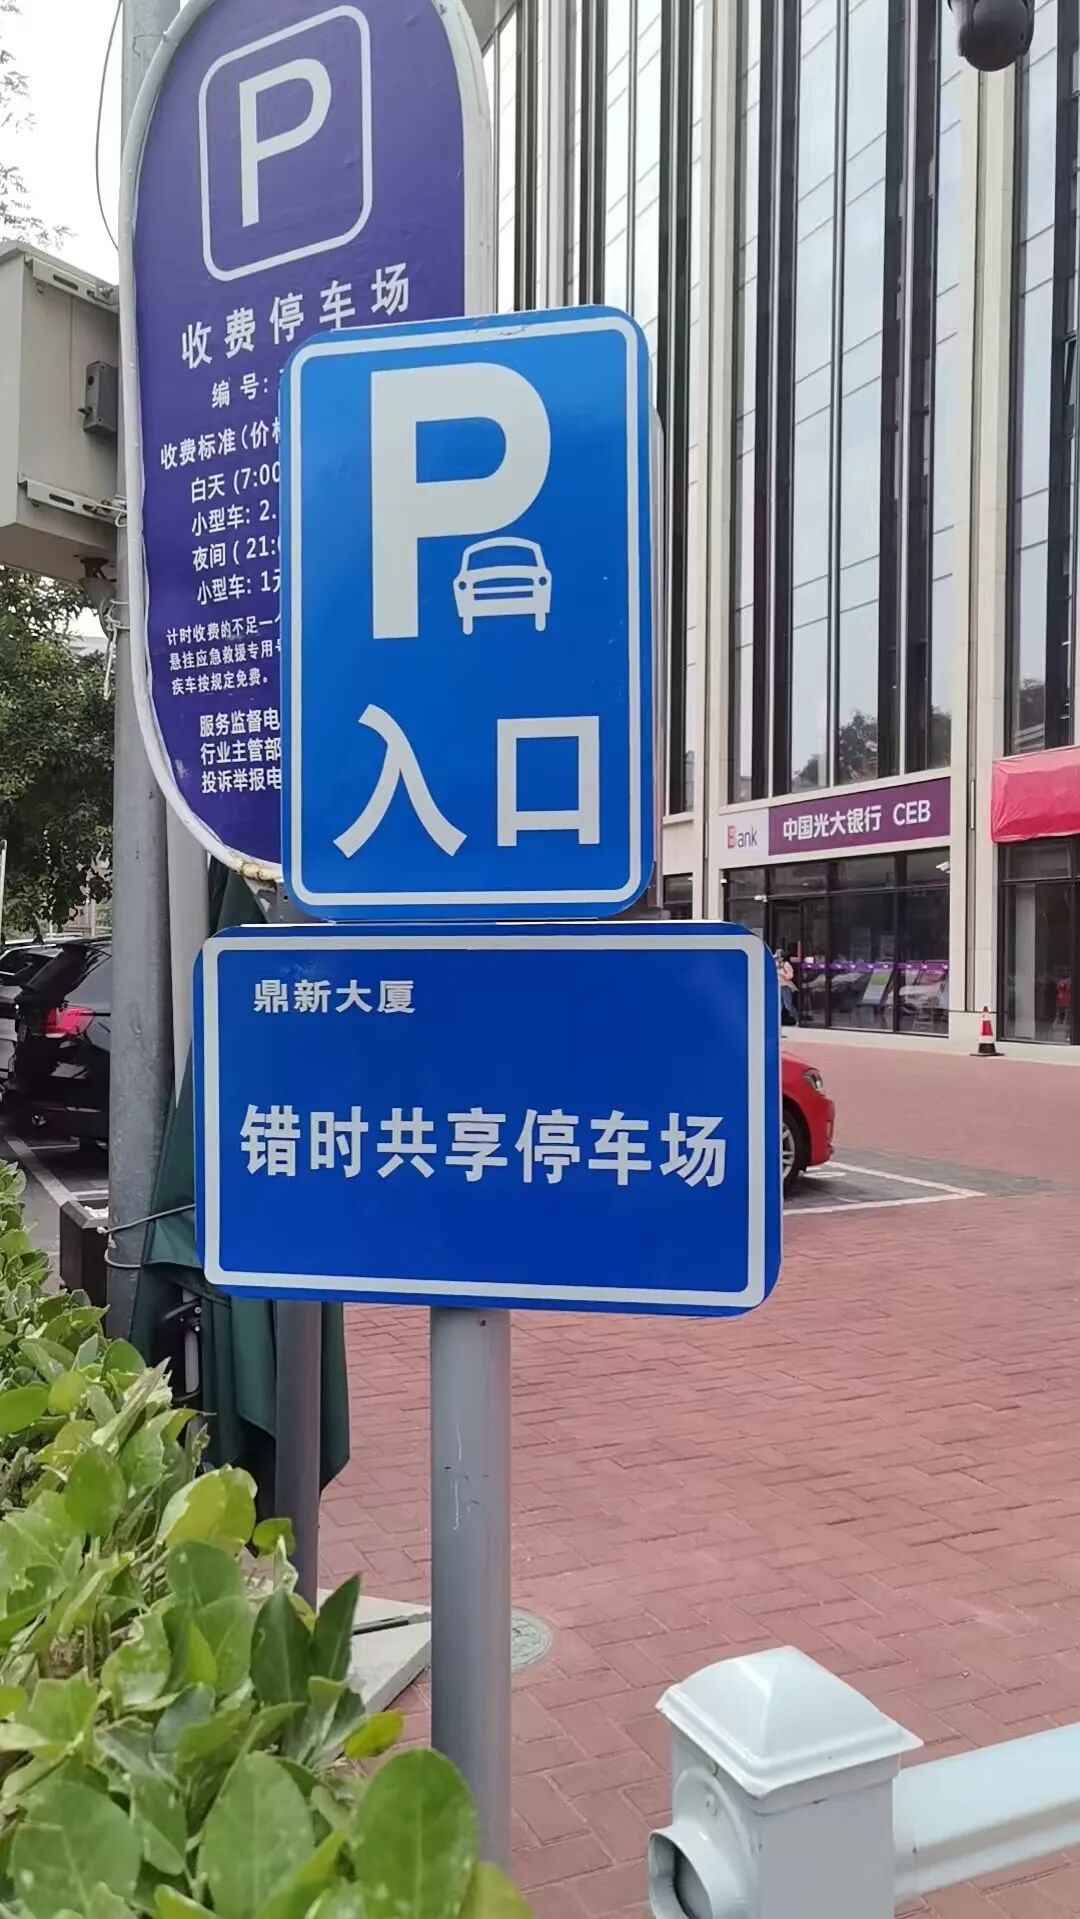 P
收费停车场
编号:
收费标准(价
白天(7:00
小型车: 2.
夜间(21:
小型车: 1
计时收费的不足一
悬挂应急救援专用
疾车按规定免费。
服务监督电
行业主管部
投诉举报电
P
入口
鼎新大厦
错时共享停车场
Bank 中国光大银行 CEB